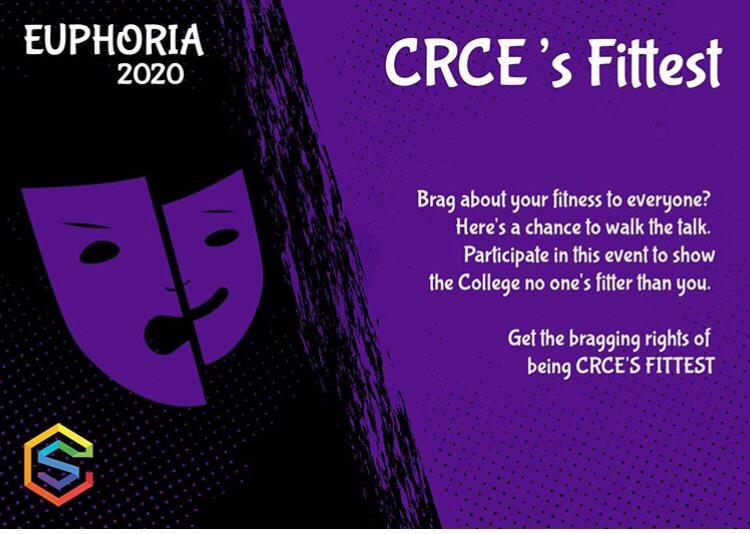 EUPHORIA
2020
CRCE 's Fittest
Brag about your fitness to everyone?
Here's a chance to walk the talk.
Participate in this event to show
the College no one's fitter than you.
Get the bragging rights of
being CRCE'S FITTEST